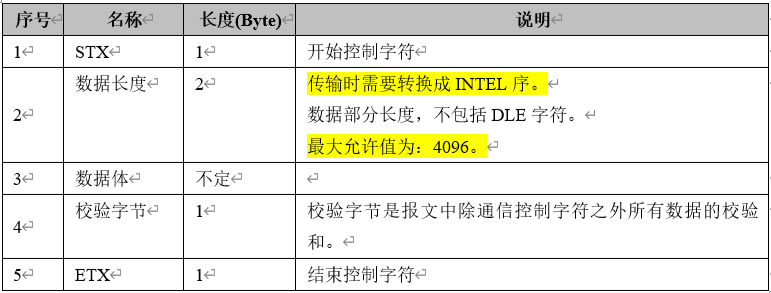 序号 名称 长度(Byte) 说明
1 STX 1 开始控制字符
2 数据长度 2 传输时需要转换成 INTEL 序。
数据部分长度，不包括 DLE 字符。
最大允许值为：4096。
3 数据体 不定
4 校验字节 1 校验字节是报文中除通信控制字符之外所有数据的校验
和。
5 ETX 1 结束控制字符